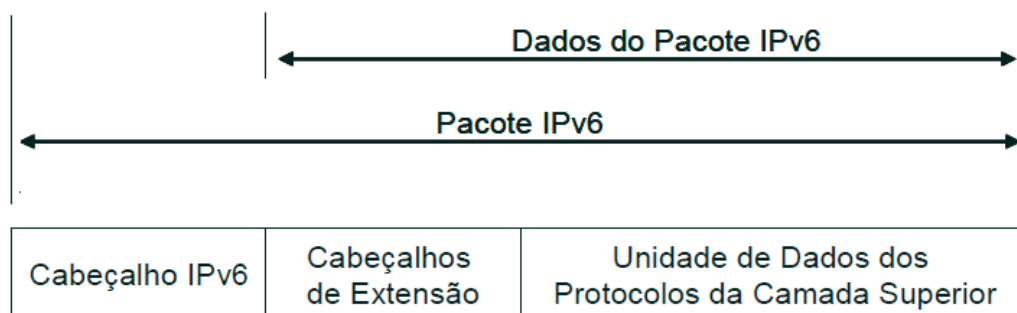 Dados do Pacote IPv6
Pacote IPv6
Cabeçalho IPv6
Cabeçalhos
de Extensão
Unidade de Dados dos
Protocolos da Camada Superior